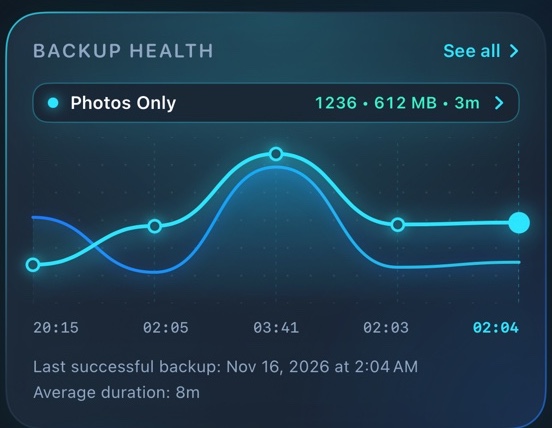 BACKUP HEALTH See all
Photos Only 1236 • 612 MB • 3m
20:15 02:05 03:41 02:03 02:04
Last successful backup: Nov 16, 2026 at 2:04 AM
Average duration: 8m